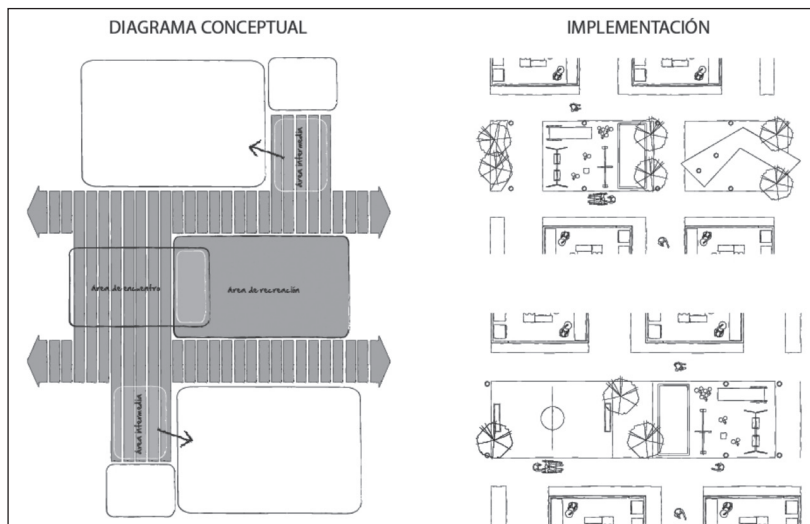 DIAGRAMA CONCEPTUAL
IMPLEMENTACIÓN
Área intermedia
Área de encuentro
Área de recreación
Área intermedia